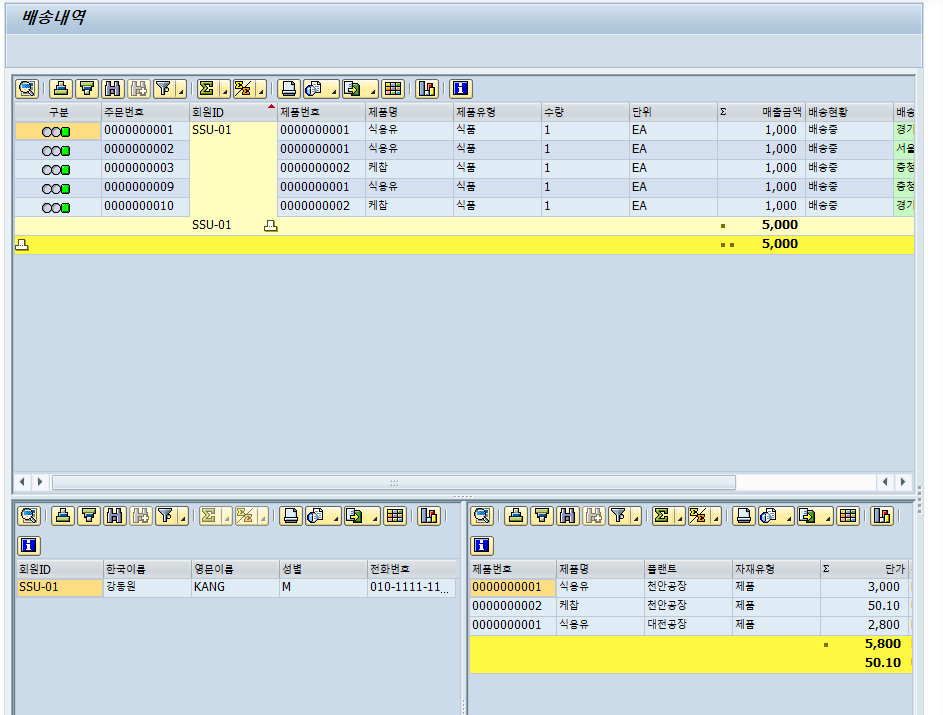 배송내역
구분 주문번호 회원ID 제품번호 제품명 제품유형 수량 단위 Σ 매출금액 배송현황 배송
0000000001 SSU-01 0000000001 식용유 식품 1 EA 1,000 배송중 경기
0000000002 0000000001 식용유 식품 1 EA 1,000 배송중 서울
0000000003 0000000002 케찹 식품 1 EA 1,000 배송중 충청
0000000009 0000000001 식용유 식품 1 EA 1,000 배송중 충청
0000000010 0000000002 케찹 식품 1 EA 1,000 배송중 경기
SSU-01 5,000
5,000
회원ID 한국이름 영문이름 성별 전화번호
SSU-01 강동원 KANG M 010-1111-11...
제품번호 제품명 플랜트 자재유형 Σ 단가
0000000001 식용유 천안공장 제품 3,000
0000000002 케찹 천안공장 제품 50.10
0000000001 식용유 대전공장 제품 2,800
5,800
50.10